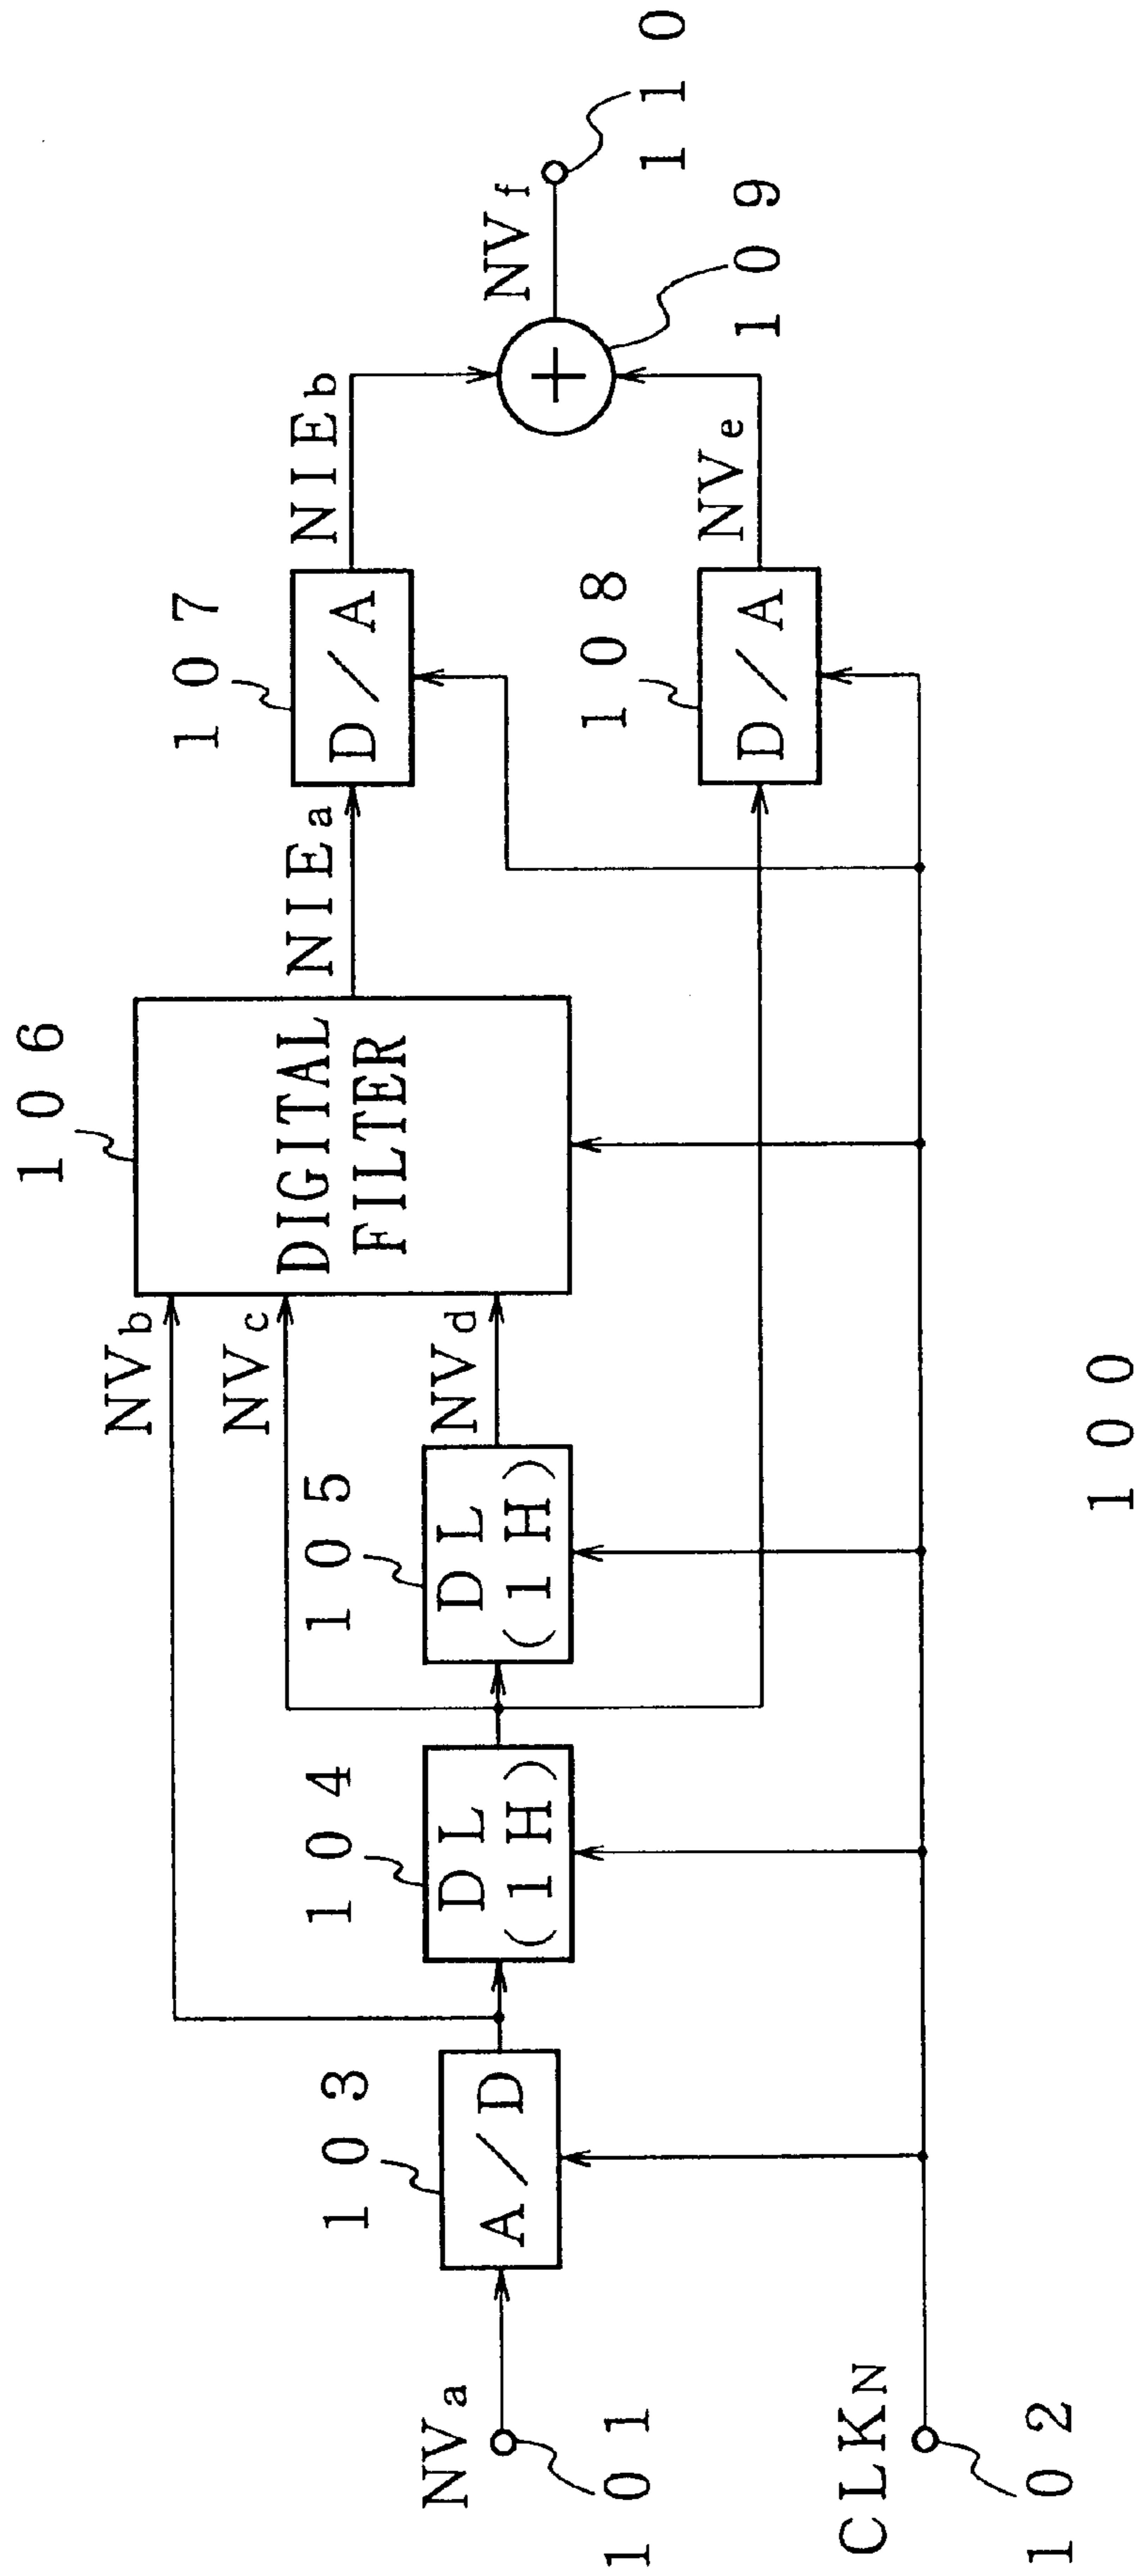 106
107
NIEb
NVb
NIEa
NVc
DIGITAL
FILTER
D/A
NVf
110
103
104
105
NVd
109
NVa
A/D
DL
(1H)
DL
(1H)
108
NVe
101
D/A
CLKN
102
100